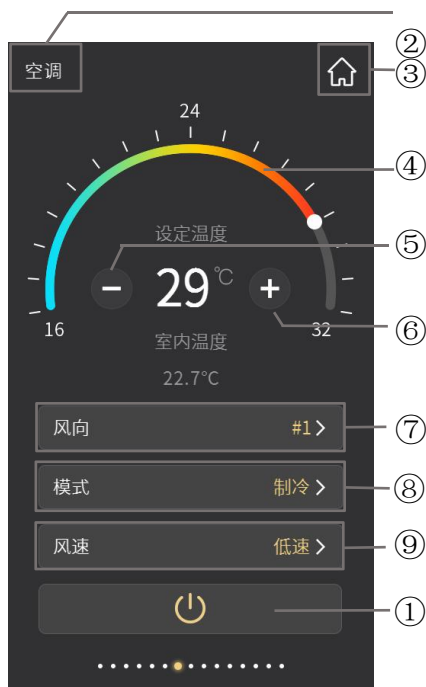 ②
空调
③
24
④
设定温度
⑤
− 29℃ +
16
32
⑥
室内温度
22.7℃
风向 #1 >
⑦
模式 制冷 >
⑧
风速 低速 >
⑨
①